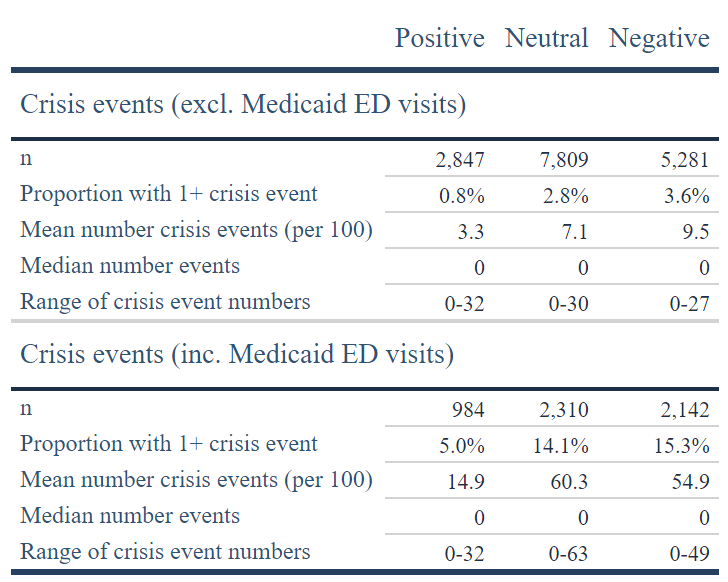 Positive Neutral Negative
Crisis events (excl. Medicaid ED visits)
n 2,847 7,809 5,281
Proportion with 1+ crisis event 0.8% 2.8% 3.6%
Mean number crisis events (per 100) 3.3 7.1 9.5
Median number events 0 0 0
Range of crisis event numbers 0-32 0-30 0-27
Crisis events (inc. Medicaid ED visits)
n 984 2,310 2,142
Proportion with 1+ crisis event 5.0% 14.1% 15.3%
Mean number crisis events (per 100) 14.9 60.3 54.9
Median number events 0 0 0
Range of crisis event numbers 0-32 0-63 0-49